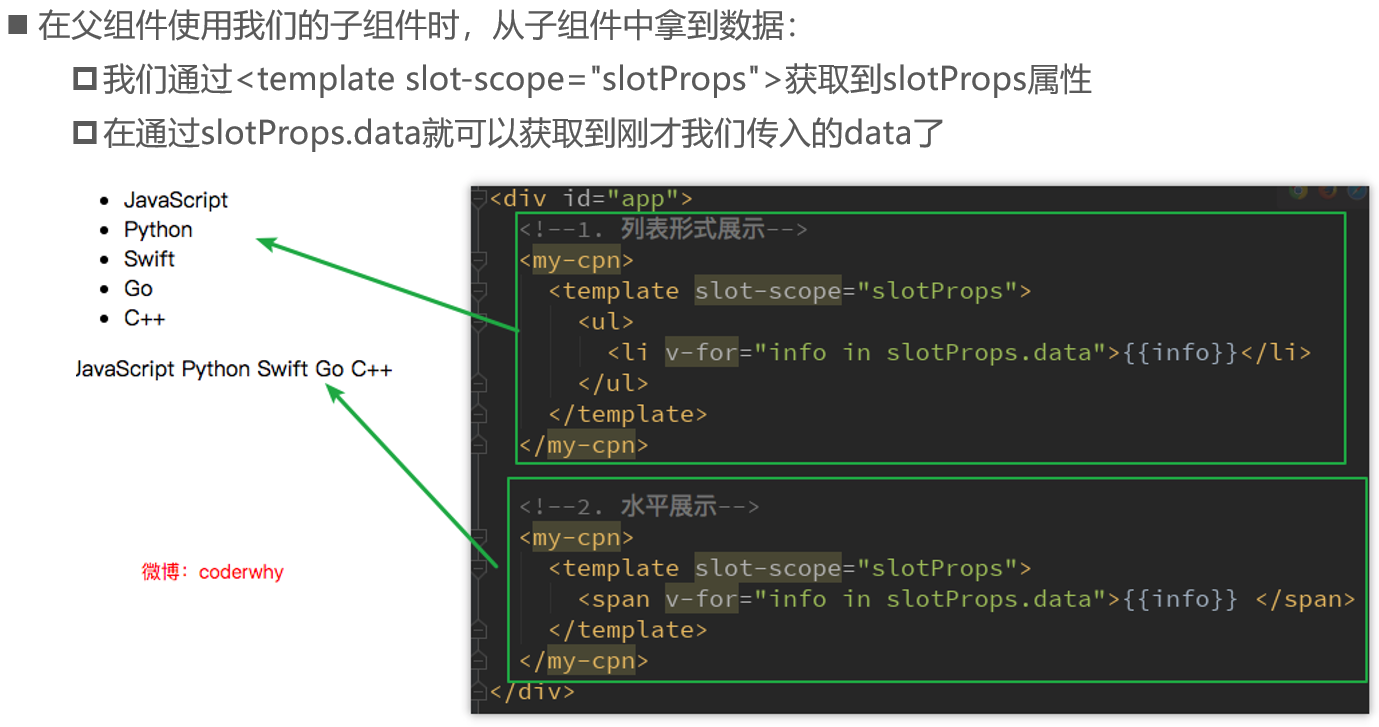 在父组件使用我们的子组件时，从子组件中拿到数据：
我们通过<template slot-scope="slotProps">获取到slotProps属性
在通过slotProps.data就可以获取到刚才我们传入的data了
JavaScript
Python
Swift
Go
C++
JavaScript Python Swift Go C++
微博：coderwhy
<div id="app">
<!--1. 列表形式展示-->
<my-cpn>
<template slot-scope="slotProps">
<ul>
<li v-for="info in slotProps.data">{{info}}</li>
</ul>
</template>
</my-cpn>
<!--2. 水平展示-->
<my-cpn>
<template slot-scope="slotProps">
<span v-for="info in slotProps.data">{{info}} </span>
</template>
</my-cpn>
</div>